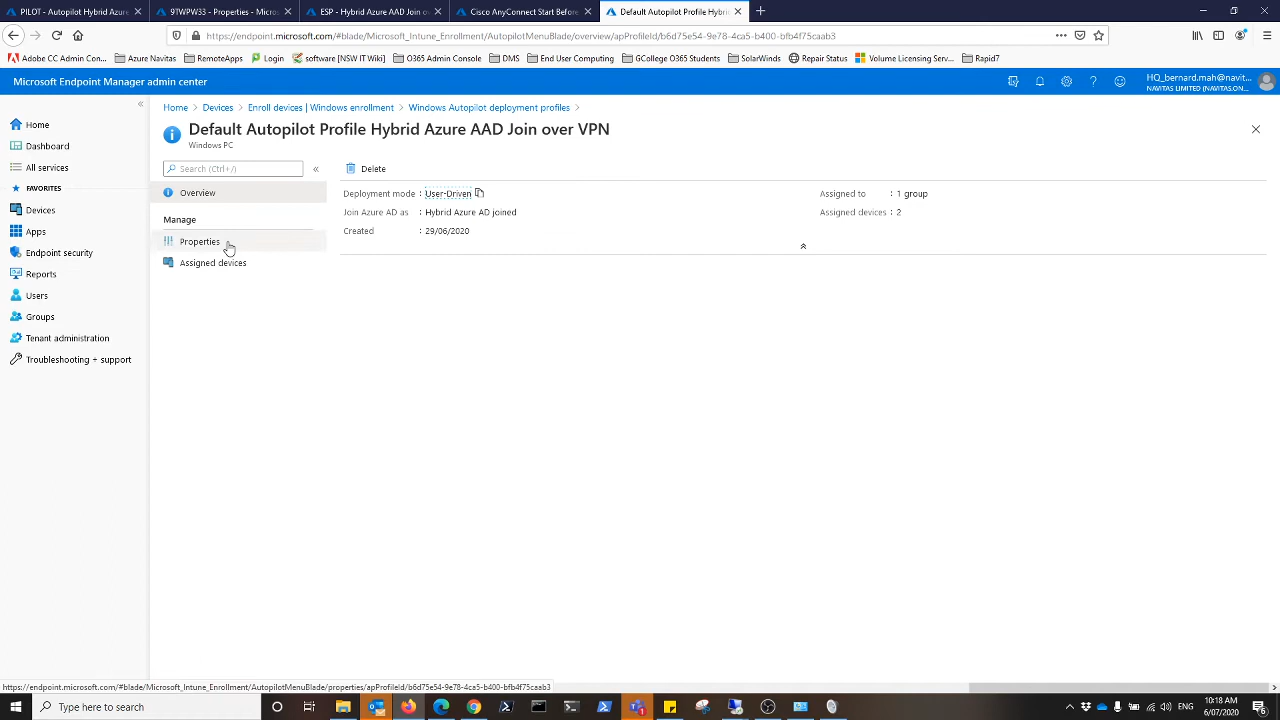 PILOT - Autopilot Hybrid Azure
9TWPW33 - Properties - Micros
ESP - Hybrid Azure AAD Join ov
Cisco AnyConnect Start Before
Default Autopilot Profile Hybri
https://endpoint.microsoft.com/#blade/Microsoft_Intune_Enrollment/AutopilotMenuBlade/overview/apProfileId/b6d75e54-9e78-4ca5-b400-bfb4f75caab3
Adobe CC Admin Con...
Azure Navitas
RemoteApps
Login
software [NSW IT Wiki]
O365 Admin Console
DMS
End User Computing
GCollege O365 Students
SolarWinds
Repair Status
Volume Licensing Serv...
Rapid7
Microsoft Endpoint Manager admin center
HQ_bernard.mah@navit...
NAVITAS LIMITED (NAVITAS.ON...
Home
Dashboard
All services
FAVORITES
Devices
Apps
Endpoint security
Reports
Users
Groups
Tenant administration
Troubleshooting + support
Home > Devices > Enroll devices | Windows enrollment > Windows Autopilot deployment profiles >
Default Autopilot Profile Hybrid Azure AAD Join over VPN
Windows PC
Search (Ctrl+/)
Overview
Manage
Properties
Assigned devices
Delete
Deployment mode : User-Driven
Join Azure AD as : Hybrid Azure AD joined
Created : 29/06/2020
Assigned to : 1 group
Assigned devices : 2
https://endpoint.microsoft.com/#blade/Microsoft_Intune_Enrollment/AutopilotMenuBlade/properties/apProfileId/b6d75e54-9e78-4ca5-b400-bfb4f75caab3
Type here to search
ENG
10:18 AM
6/07/2020